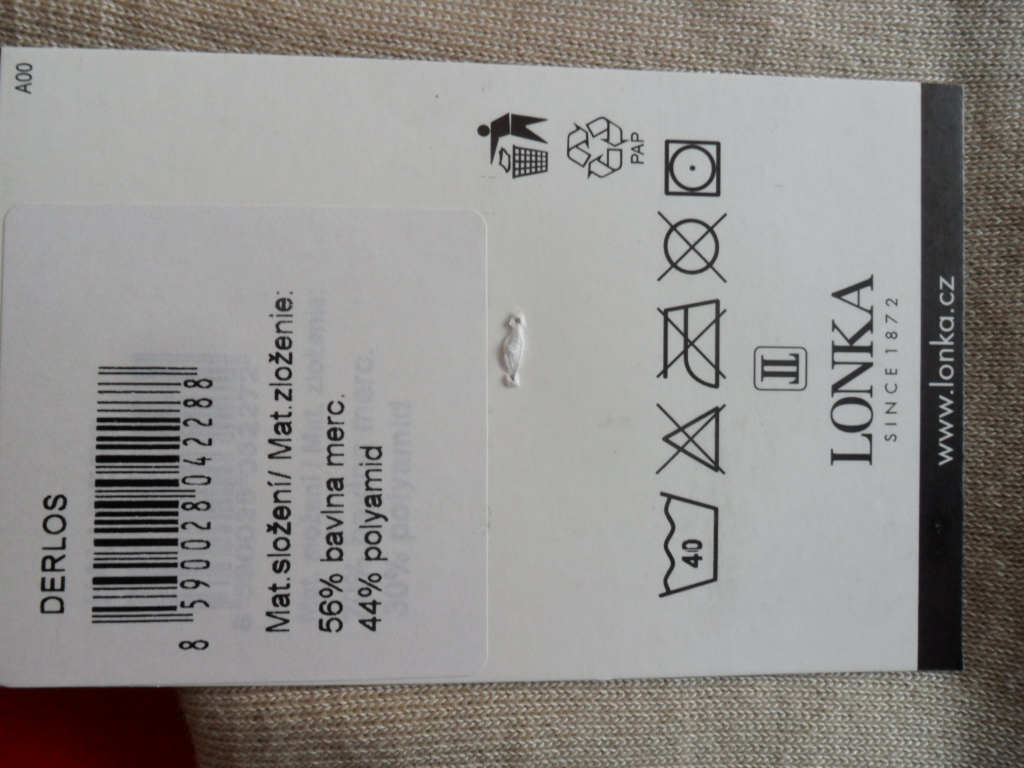 A00
DERLOS
8 590028 042288
Mat.složení/ Mat.zloženie:
56% bavlna merc.
44% polyamid
PAP
40
LONKA
SINCE 1872
www.lonka.cz